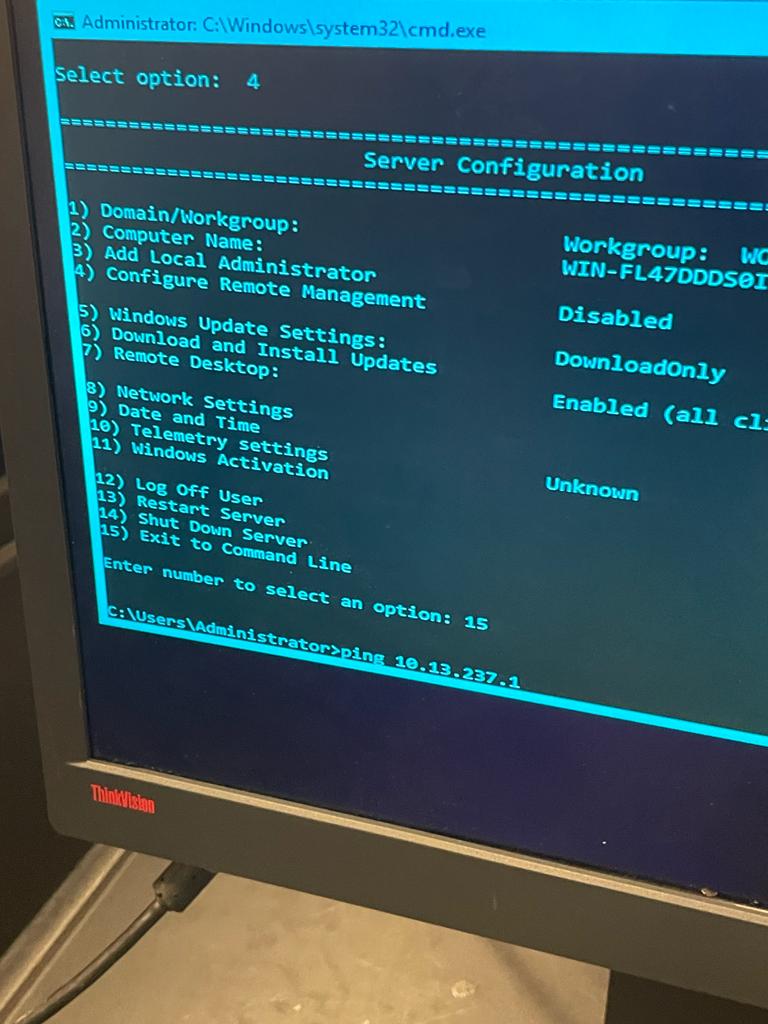 Administrator: C:\Windows\system32\cmd.exe
Select option: 4
Server Configuration
1) Domain/Workgroup: Workgroup:
2) Computer Name: WIN-FL47DDDS0I
3) Add Local Administrator
4) Configure Remote Management Disabled
5) Windows Update Settings: DownloadOnly
6) Download and Install Updates
7) Remote Desktop: Enabled (all
8) Network Settings
9) Date and Time
10) Telemetry settings Unknown
11) Windows Activation
12) Log Off User
13) Restart Server
14) Shut Down Server
15) Exit to Command Line
Enter number to select an option: 15
C:\Users\Administrator>ping 10.13.237.1
ThinkVision